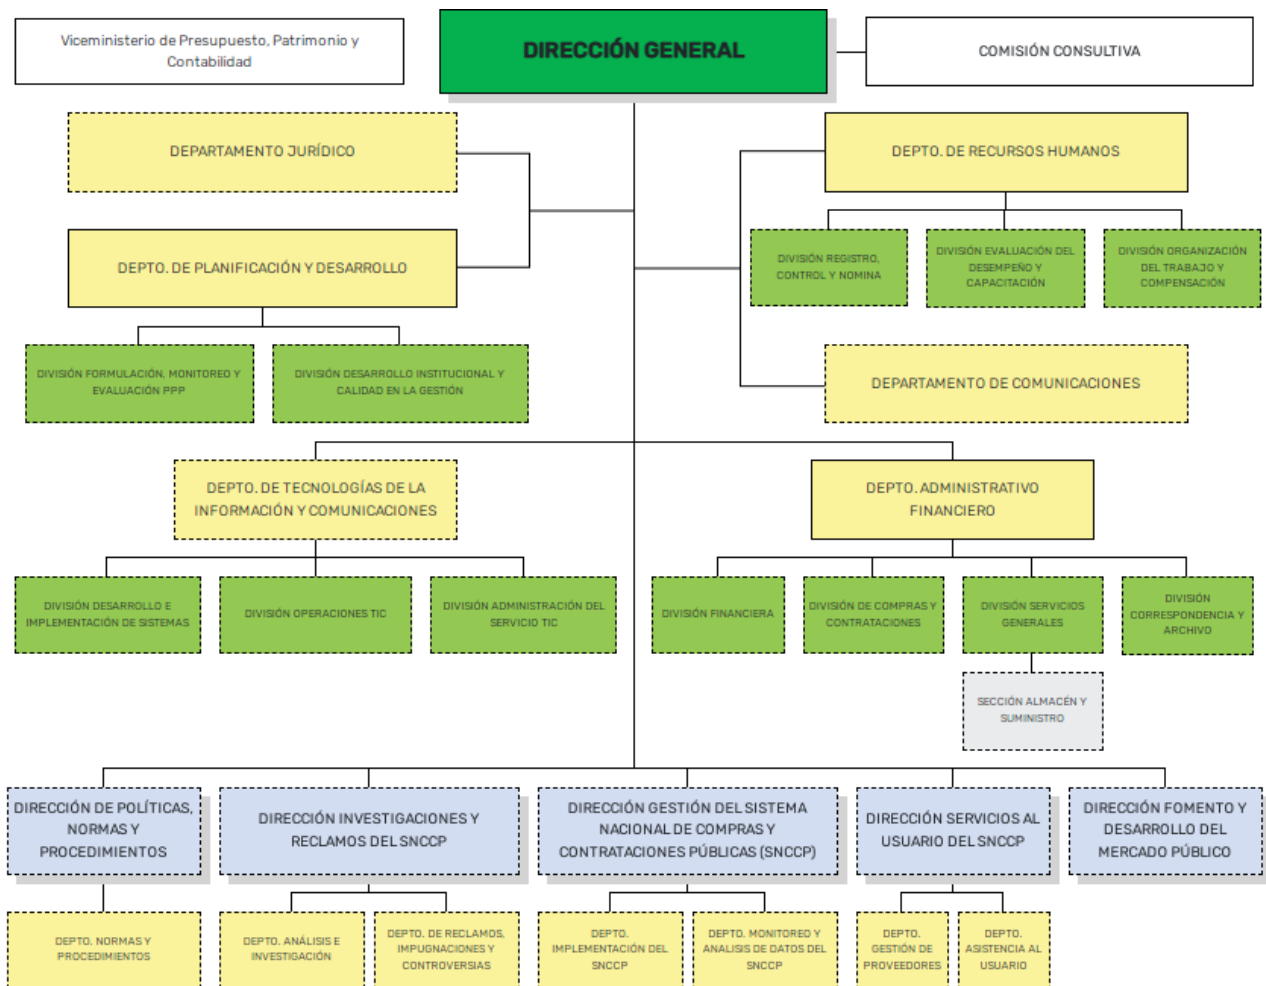 Viceministerio de Presupuesto, Patrimonio y
Contabilidad
DIRECCIÓN GENERAL
COMISIÓN CONSULTIVA
DEPARTAMENTO JURÍDICO
DEPTO. DE RECURSOS HUMANOS
DEPTO. DE PLANIFICACIÓN Y DESARROLLO
DIVISIÓN REGISTRO,
CONTROL Y NOMINA
DIVISIÓN EVALUACIÓN DEL
DESEMPEÑO Y
CAPACITACIÓN
DIVISIÓN ORGANIZACIÓN
DEL TRABAJO Y
COMPENSACIÓN
DIVISIÓN FORMULACIÓN, MONITOREO Y
EVALUACIÓN PPP
DIVISIÓN DESARROLLO INSTITUCIONAL Y
CALIDAD EN LA GESTIÓN
DEPARTAMENTO DE COMUNICACIONES
DEPTO. DE TECNOLOGÍAS DE LA
INFORMACIÓN Y COMUNICACIONES
DEPTO. ADMINISTRATIVO
FINANCIERO
DIVISIÓN DESARROLLO E
IMPLEMENTACIÓN DE SISTEMAS
DIVISIÓN OPERACIONES TIC
DIVISIÓN ADMINISTRACIÓN DEL
SERVICIO TIC
DIVISIÓN FINANCIERA
DIVISIÓN DE COMPRAS Y
CONTRATACIONES
DIVISIÓN SERVICIOS
GENERALES
DIVISIÓN
CORRESPONDENCIA Y
ARCHIVO
SECCIÓN ALMACÉN Y
SUMINISTRO
DIRECCIÓN DE POLÍTICAS,
NORMAS Y
PROCEDIMIENTOS
DIRECCIÓN INVESTIGACIONES Y
RECLAMOS DEL SNCCP
DIRECCIÓN GESTIÓN DEL SISTEMA
NACIONAL DE COMPRAS Y
CONTRATACIONES PÚBLICAS (SNCCP)
DIRECCIÓN SERVICIOS AL
USUARIO DEL SNCCP
DIRECCIÓN FOMENTO Y
DESARROLLO DEL
MERCADO PÚBLICO
DEPTO. NORMAS Y
PROCEDIMIENTOS
DEPTO. ANÁLISIS E
INVESTIGACIÓN
DEPTO. DE RECLAMOS,
IMPUGNACIONES Y
CONTROVERSIAS
DEPTO.
IMPLEMENTACIÓN DEL
SNCCP
DEPTO. MONITOREO Y
ANALISIS DE DATOS DEL
SNCCP
DEPTO.
GESTIÓN DE
PROVEEDORES
DEPTO.
ASISTENCIA AL
USUARIO